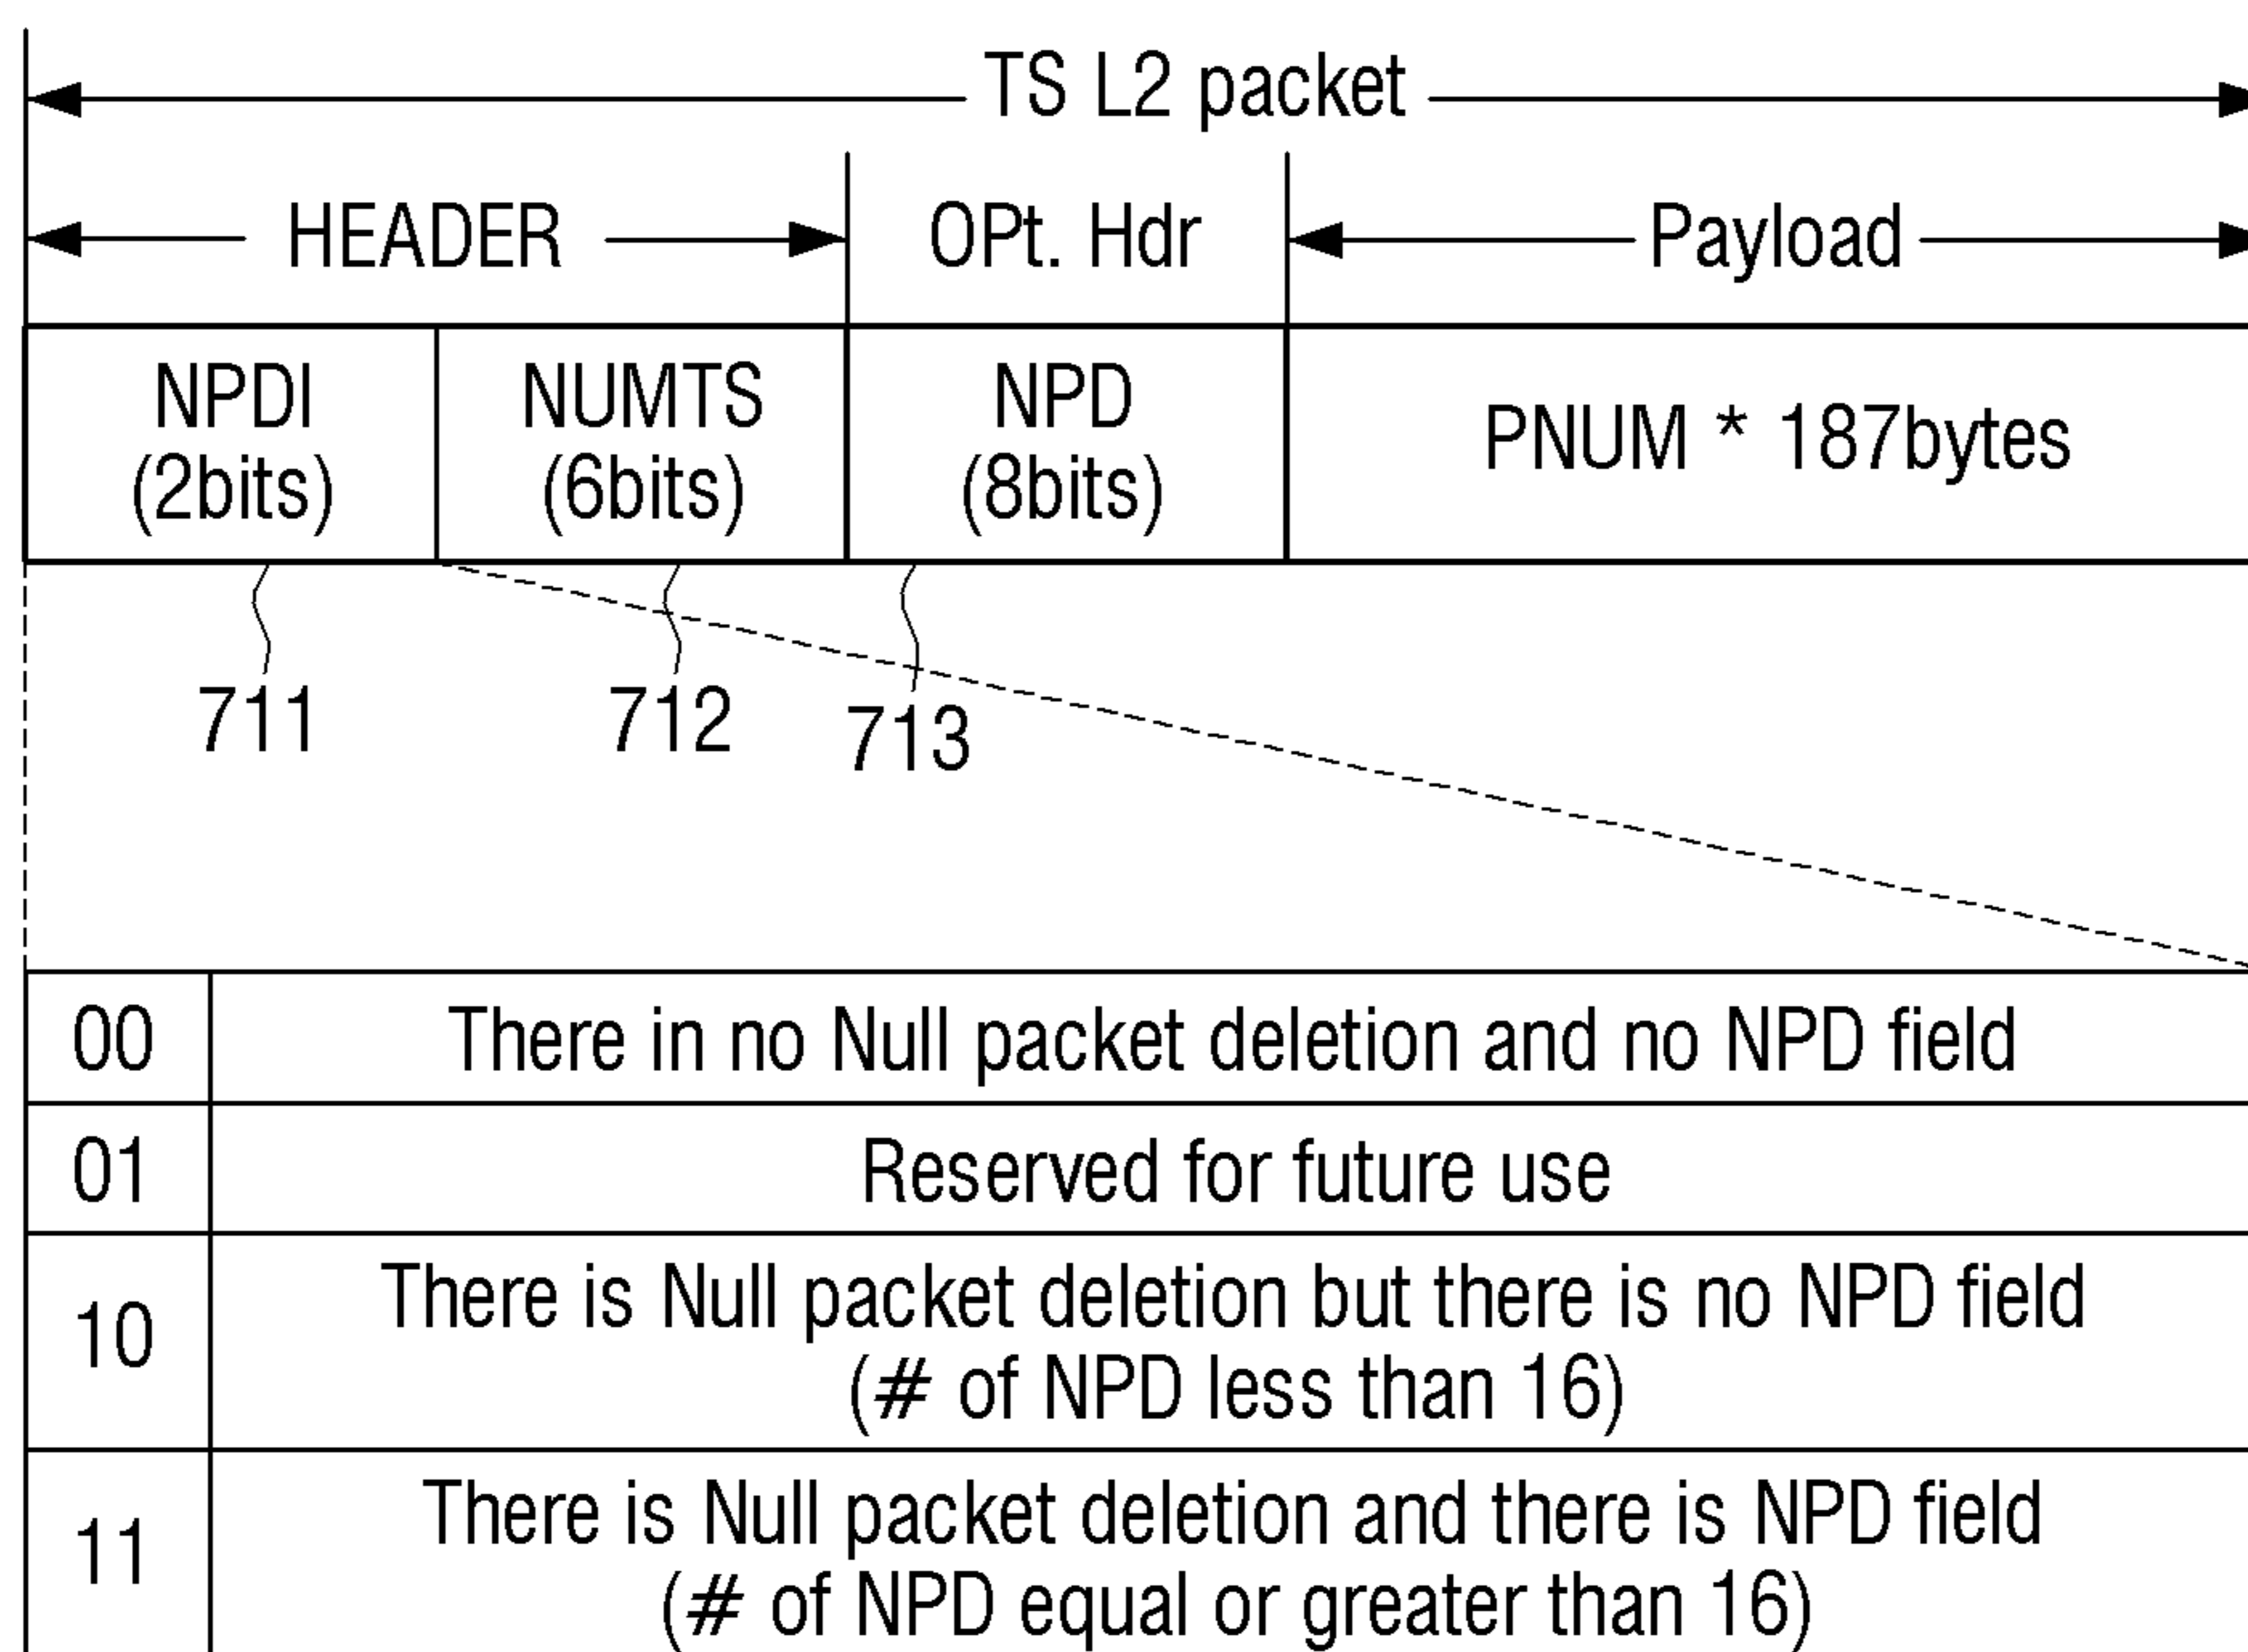 TS L2 packet
HEADER OPt. Hdr Payload
NPDI NUMTS NPD PNUM * 187bytes
(2bits) (6bits) (8bits)
711 712 713
00 There in no Null packet deletion and no NPD field
01 Reserved for future use
10 There is Null packet deletion but there is no NPD field
(# of NPD less than 16)
11 There is Null packet deletion and there is NPD field
(# of NPD equal or greater than 16)